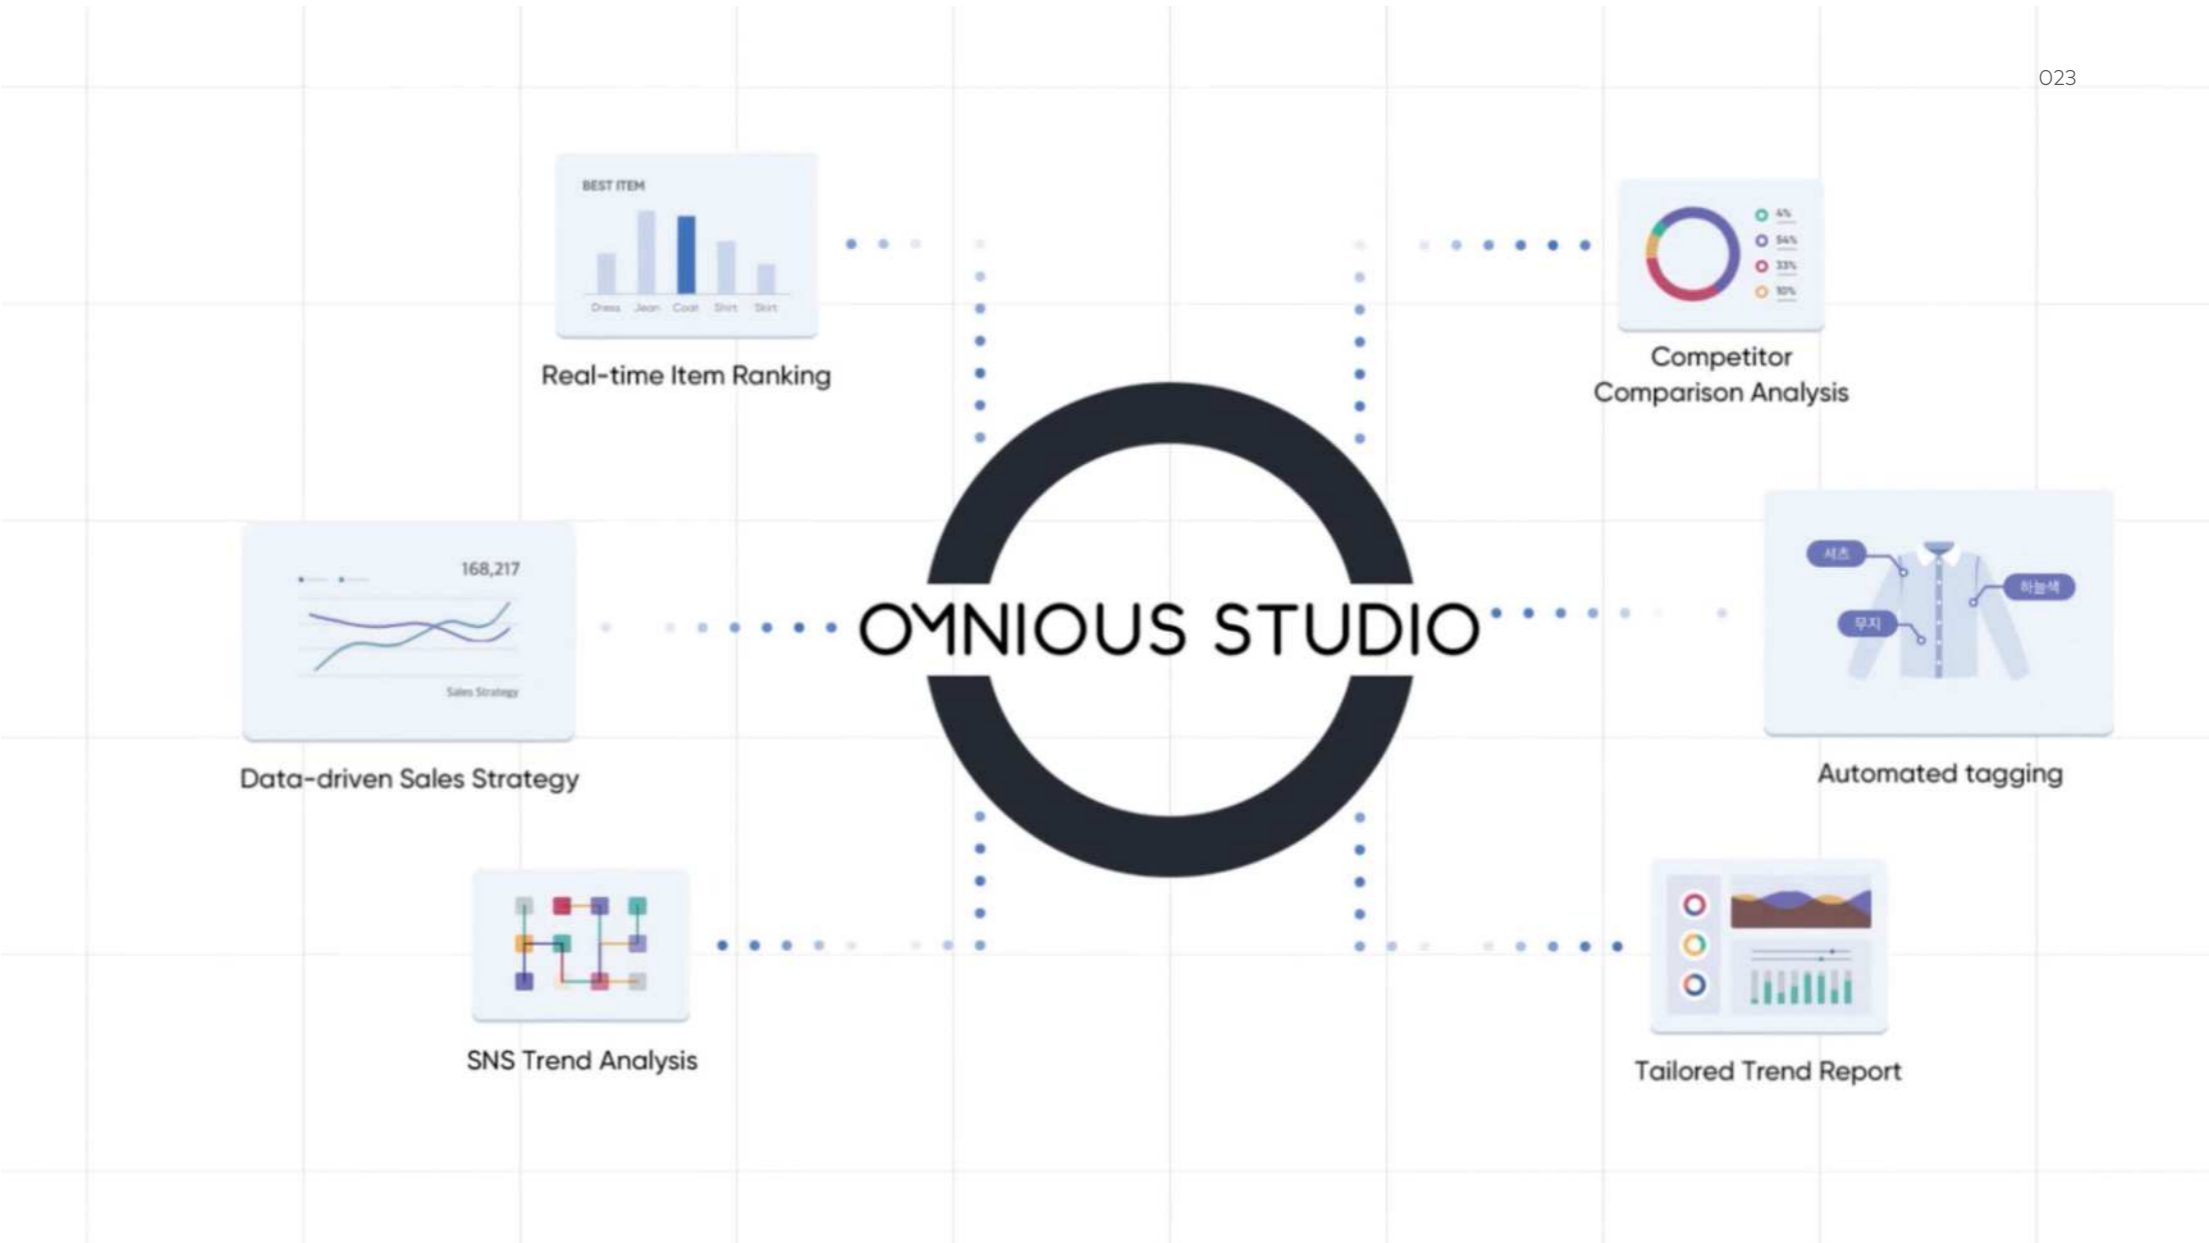 023
BEST ITEM
Dress Jean Coat Shirt Skirt
Real-time Item Ranking
4%
54%
33%
10%
Competitor
Comparison Analysis
168,217
Sales Strategy
Data-driven Sales Strategy
OMNIOUS STUDIO
셔츠
하늘색
무지
Automated tagging
SNS Trend Analysis
Tailored Trend Report